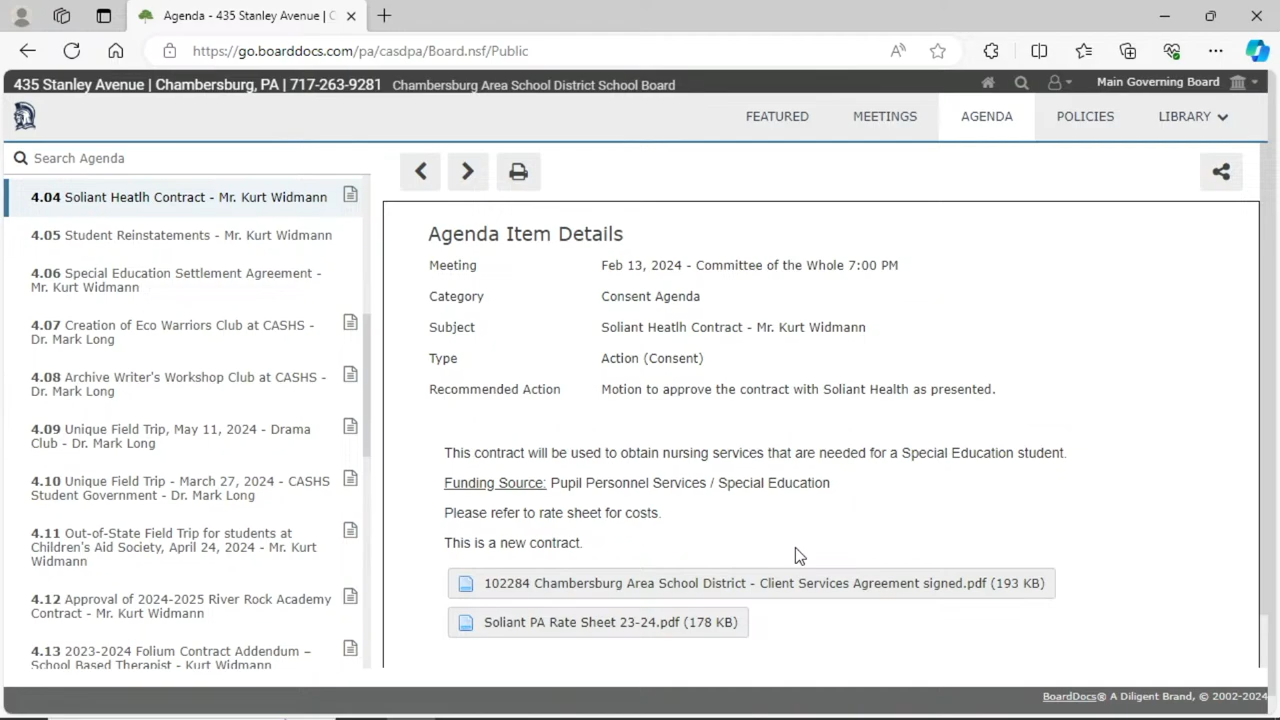 Agenda - 435 Stanley Avenue | C
https://go.boarddocs.com/pa/casdpa/Board.nsf/Public
435 Stanley Avenue | Chambersburg, PA | 717-263-9281 Chambersburg Area School District School Board
Main Governing Board
FEATURED MEETINGS AGENDA POLICIES LIBRARY
Search Agenda
4.04 Soliant Heatlh Contract - Mr. Kurt Widmann
4.05 Student Reinstatements - Mr. Kurt Widmann
4.06 Special Education Settlement Agreement -
Mr. Kurt Widmann
4.07 Creation of Eco Warriors Club at CASHS -
Dr. Mark Long
4.08 Archive Writer's Workshop Club at CASHS -
Dr. Mark Long
4.09 Unique Field Trip, May 11, 2024 - Drama
Club - Dr. Mark Long
4.10 Unique Field Trip - March 27, 2024 - CASHS
Student Government - Dr. Mark Long
4.11 Out-of-State Field Trip for students at
Children's Aid Society, April 24, 2024 - Mr. Kurt
Widmann
4.12 Approval of 2024-2025 River Rock Academy
Contract - Mr. Kurt Widmann
4.13 2023-2024 Folium Contract Addendum –
School Based Therapist - Kurt Widmann
Agenda Item Details
Meeting Feb 13, 2024 - Committee of the Whole 7:00 PM
Category Consent Agenda
Subject Soliant Heatlh Contract - Mr. Kurt Widmann
Type Action (Consent)
Recommended Action Motion to approve the contract with Soliant Health as presented.
This contract will be used to obtain nursing services that are needed for a Special Education student.
Funding Source: Pupil Personnel Services / Special Education
Please refer to rate sheet for costs.
This is a new contract.
102284 Chambersburg Area School District - Client Services Agreement signed.pdf (193 KB)
Soliant PA Rate Sheet 23-24.pdf (178 KB)
BoardDocs® A Diligent Brand, © 2002-2024